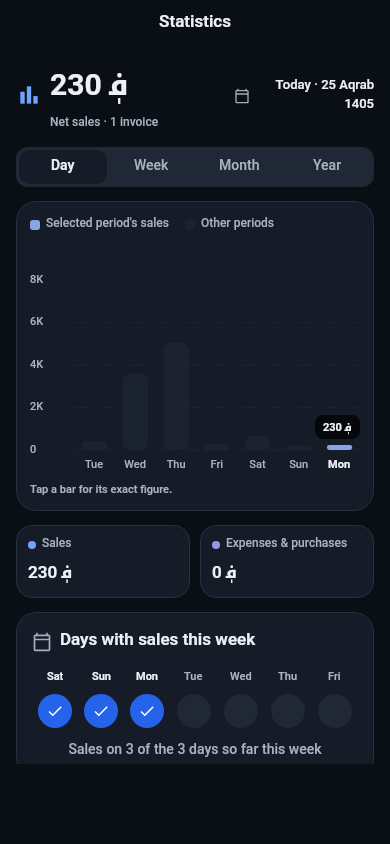 Statistics
230 ؋
Today · 25 Aqrab
1405
Net sales · 1 invoice
Day Week Month Year
Selected period's sales Other periods
8K
6K
4K
2K
230 ؋
0
Tue Wed Thu Fri Sat Sun Mon
Tap a bar for its exact figure.
Sales Expenses & purchases
230 ؋ 0 ؋
Days with sales this week
Sat Sun Mon Tue Wed Thu Fri
Sales on 3 of the 3 days so far this week